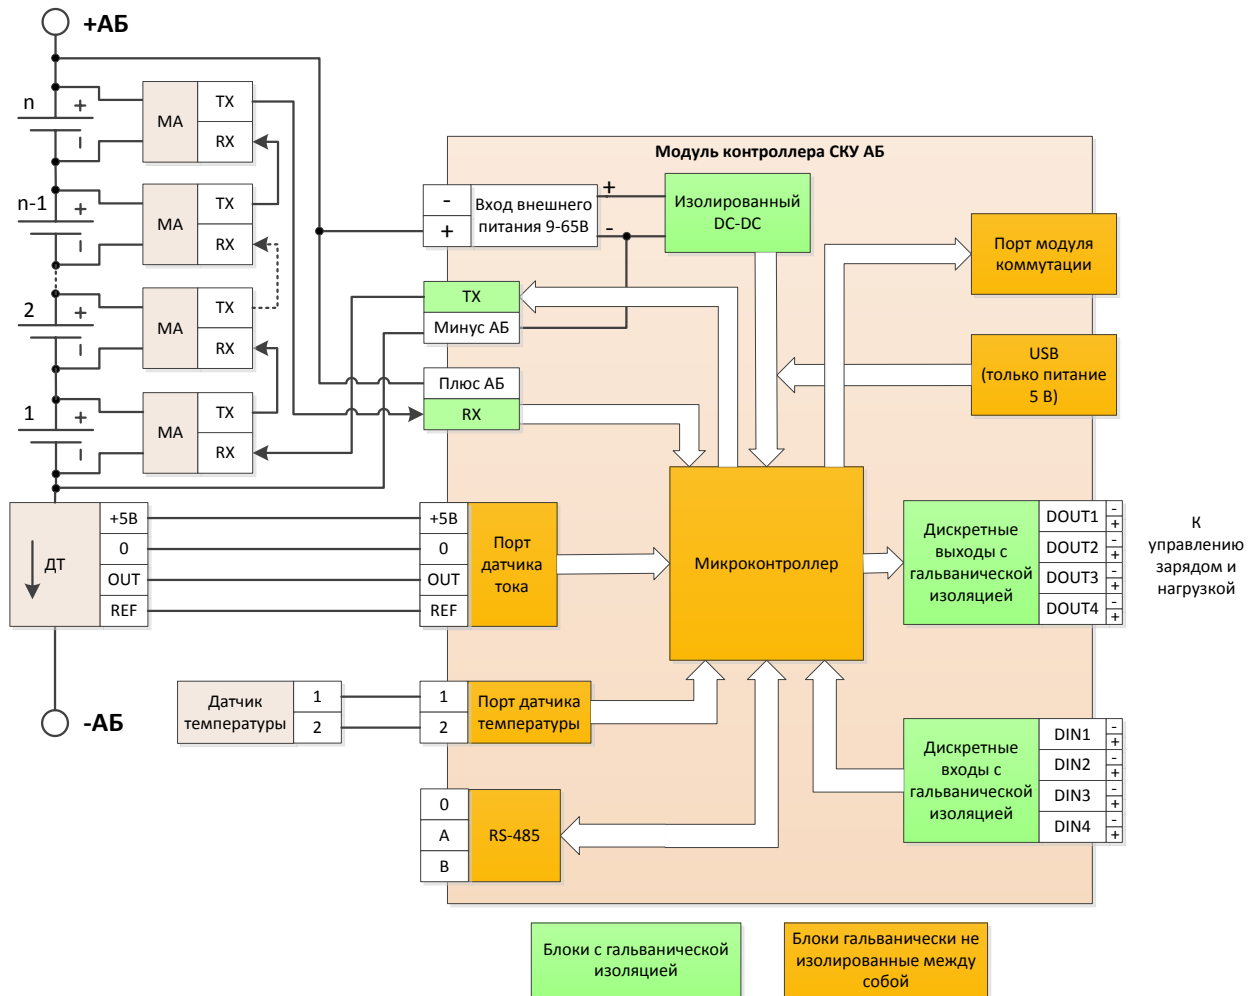 +АБ
n
+
−
МА
TX
RX
n-1
+
−
МА
TX
RX
2
+
−
МА
TX
RX
1
+
−
МА
TX
RX
Модуль контроллера СКУ АБ
-
+
Вход внешнего
питания 9-65В
+
-
Изолированный
DC-DC
TX
Минус АБ
Плюс АБ
RX
Порт модуля
коммутации
USB
(только питание
5 В)
ДТ
+5В
0
OUT
REF
+5В
0
OUT
REF
Порт
датчика
тока
Микроконтроллер
Дискретные
выходы с
гальванической
изоляцией
DOUT1
-
+
DOUT2
-
+
DOUT3
-
+
DOUT4
-
+
К
управлению
зарядом и
нагрузкой
-АБ
Датчик
температуры
1
2
1
2
Порт датчика
температуры
Дискретные
входы с
гальванической
изоляцией
DIN1
-
+
DIN2
-
+
DIN3
-
+
DIN4
-
+
0
A
B
RS-485
Блоки с гальванической
изоляцией
Блоки гальванически не
изолированные между
собой